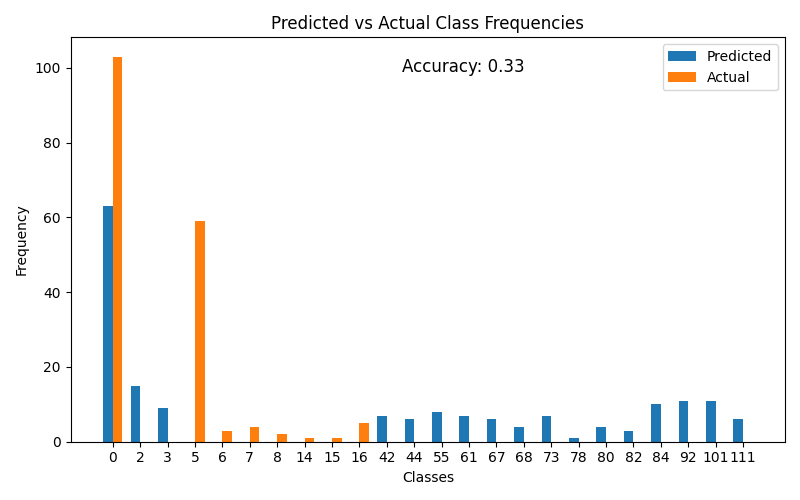 Predicted vs Actual Class Frequencies
Accuracy: 0.33
Predicted
Actual
Frequency
100
80
60
40
20
0
0 2 3 5 6 7 8 14 15 16 42 44 55 61 67 68 73 78 80 82 84 92 101 111
Classes